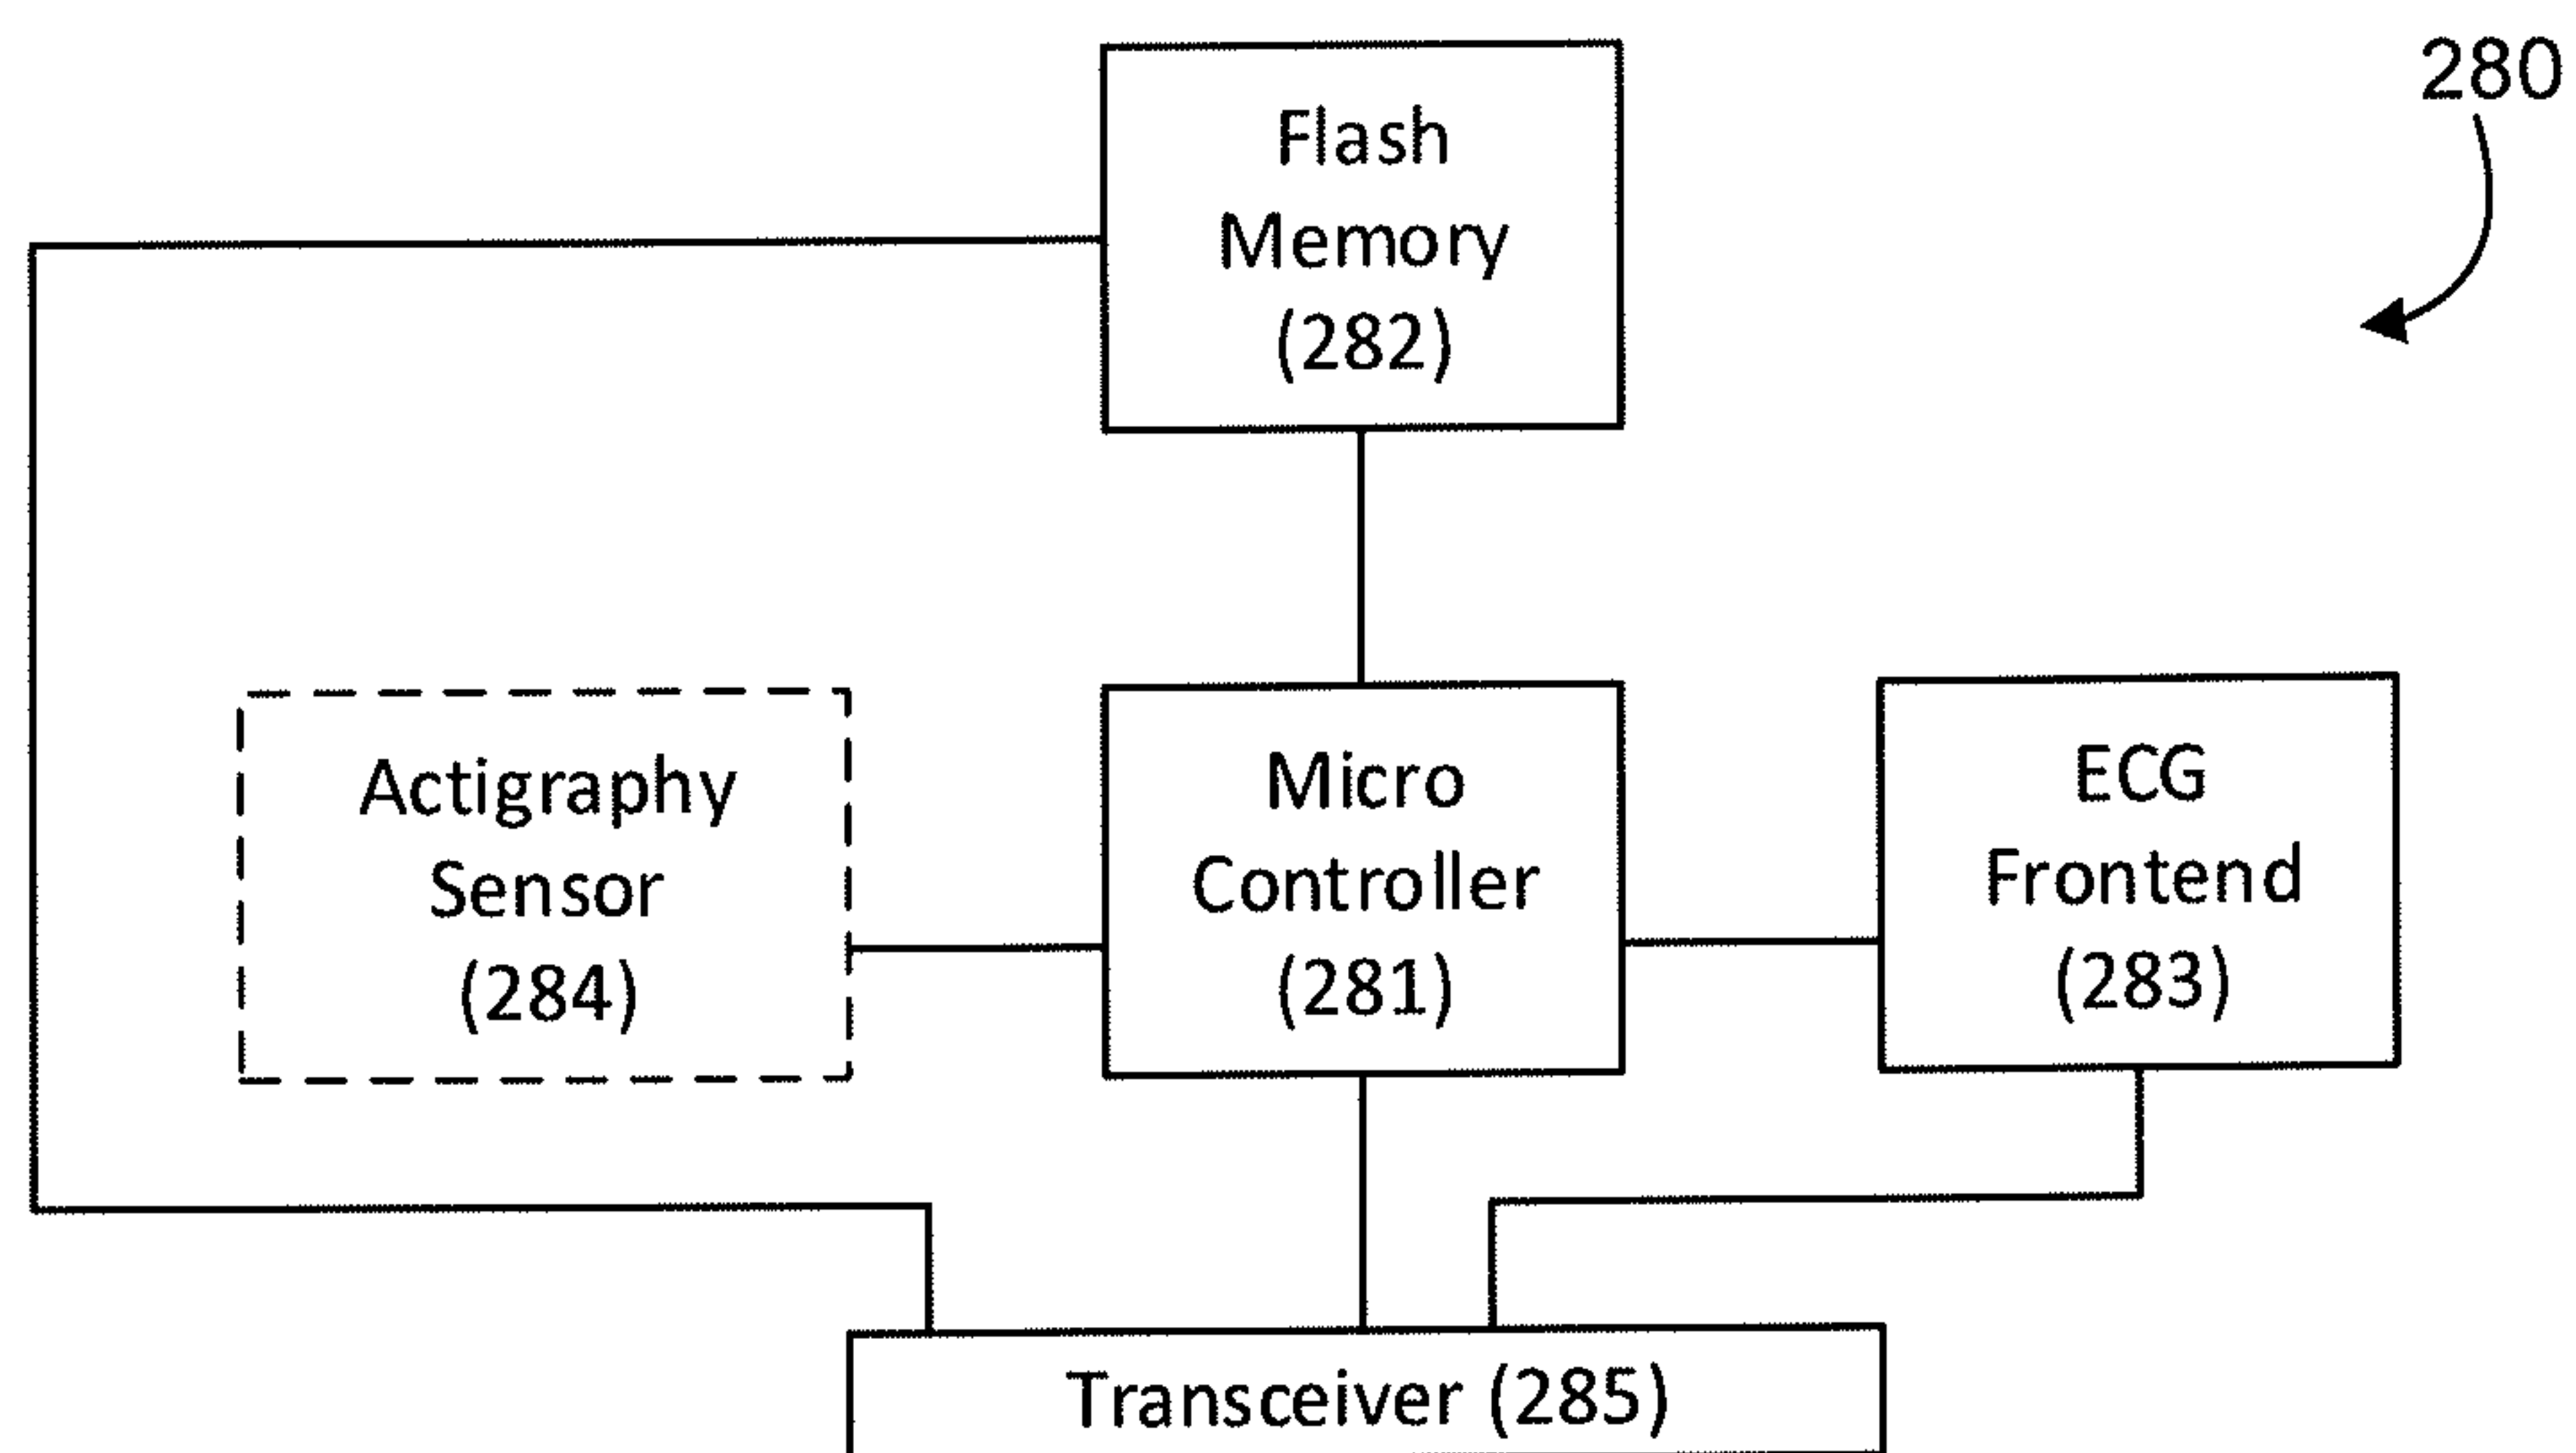 280
Flash
Memory
(282)
Actigraphy
Sensor
(284)
Micro
Controller
(281)
ECG
Frontend
(283)
Transceiver (285)